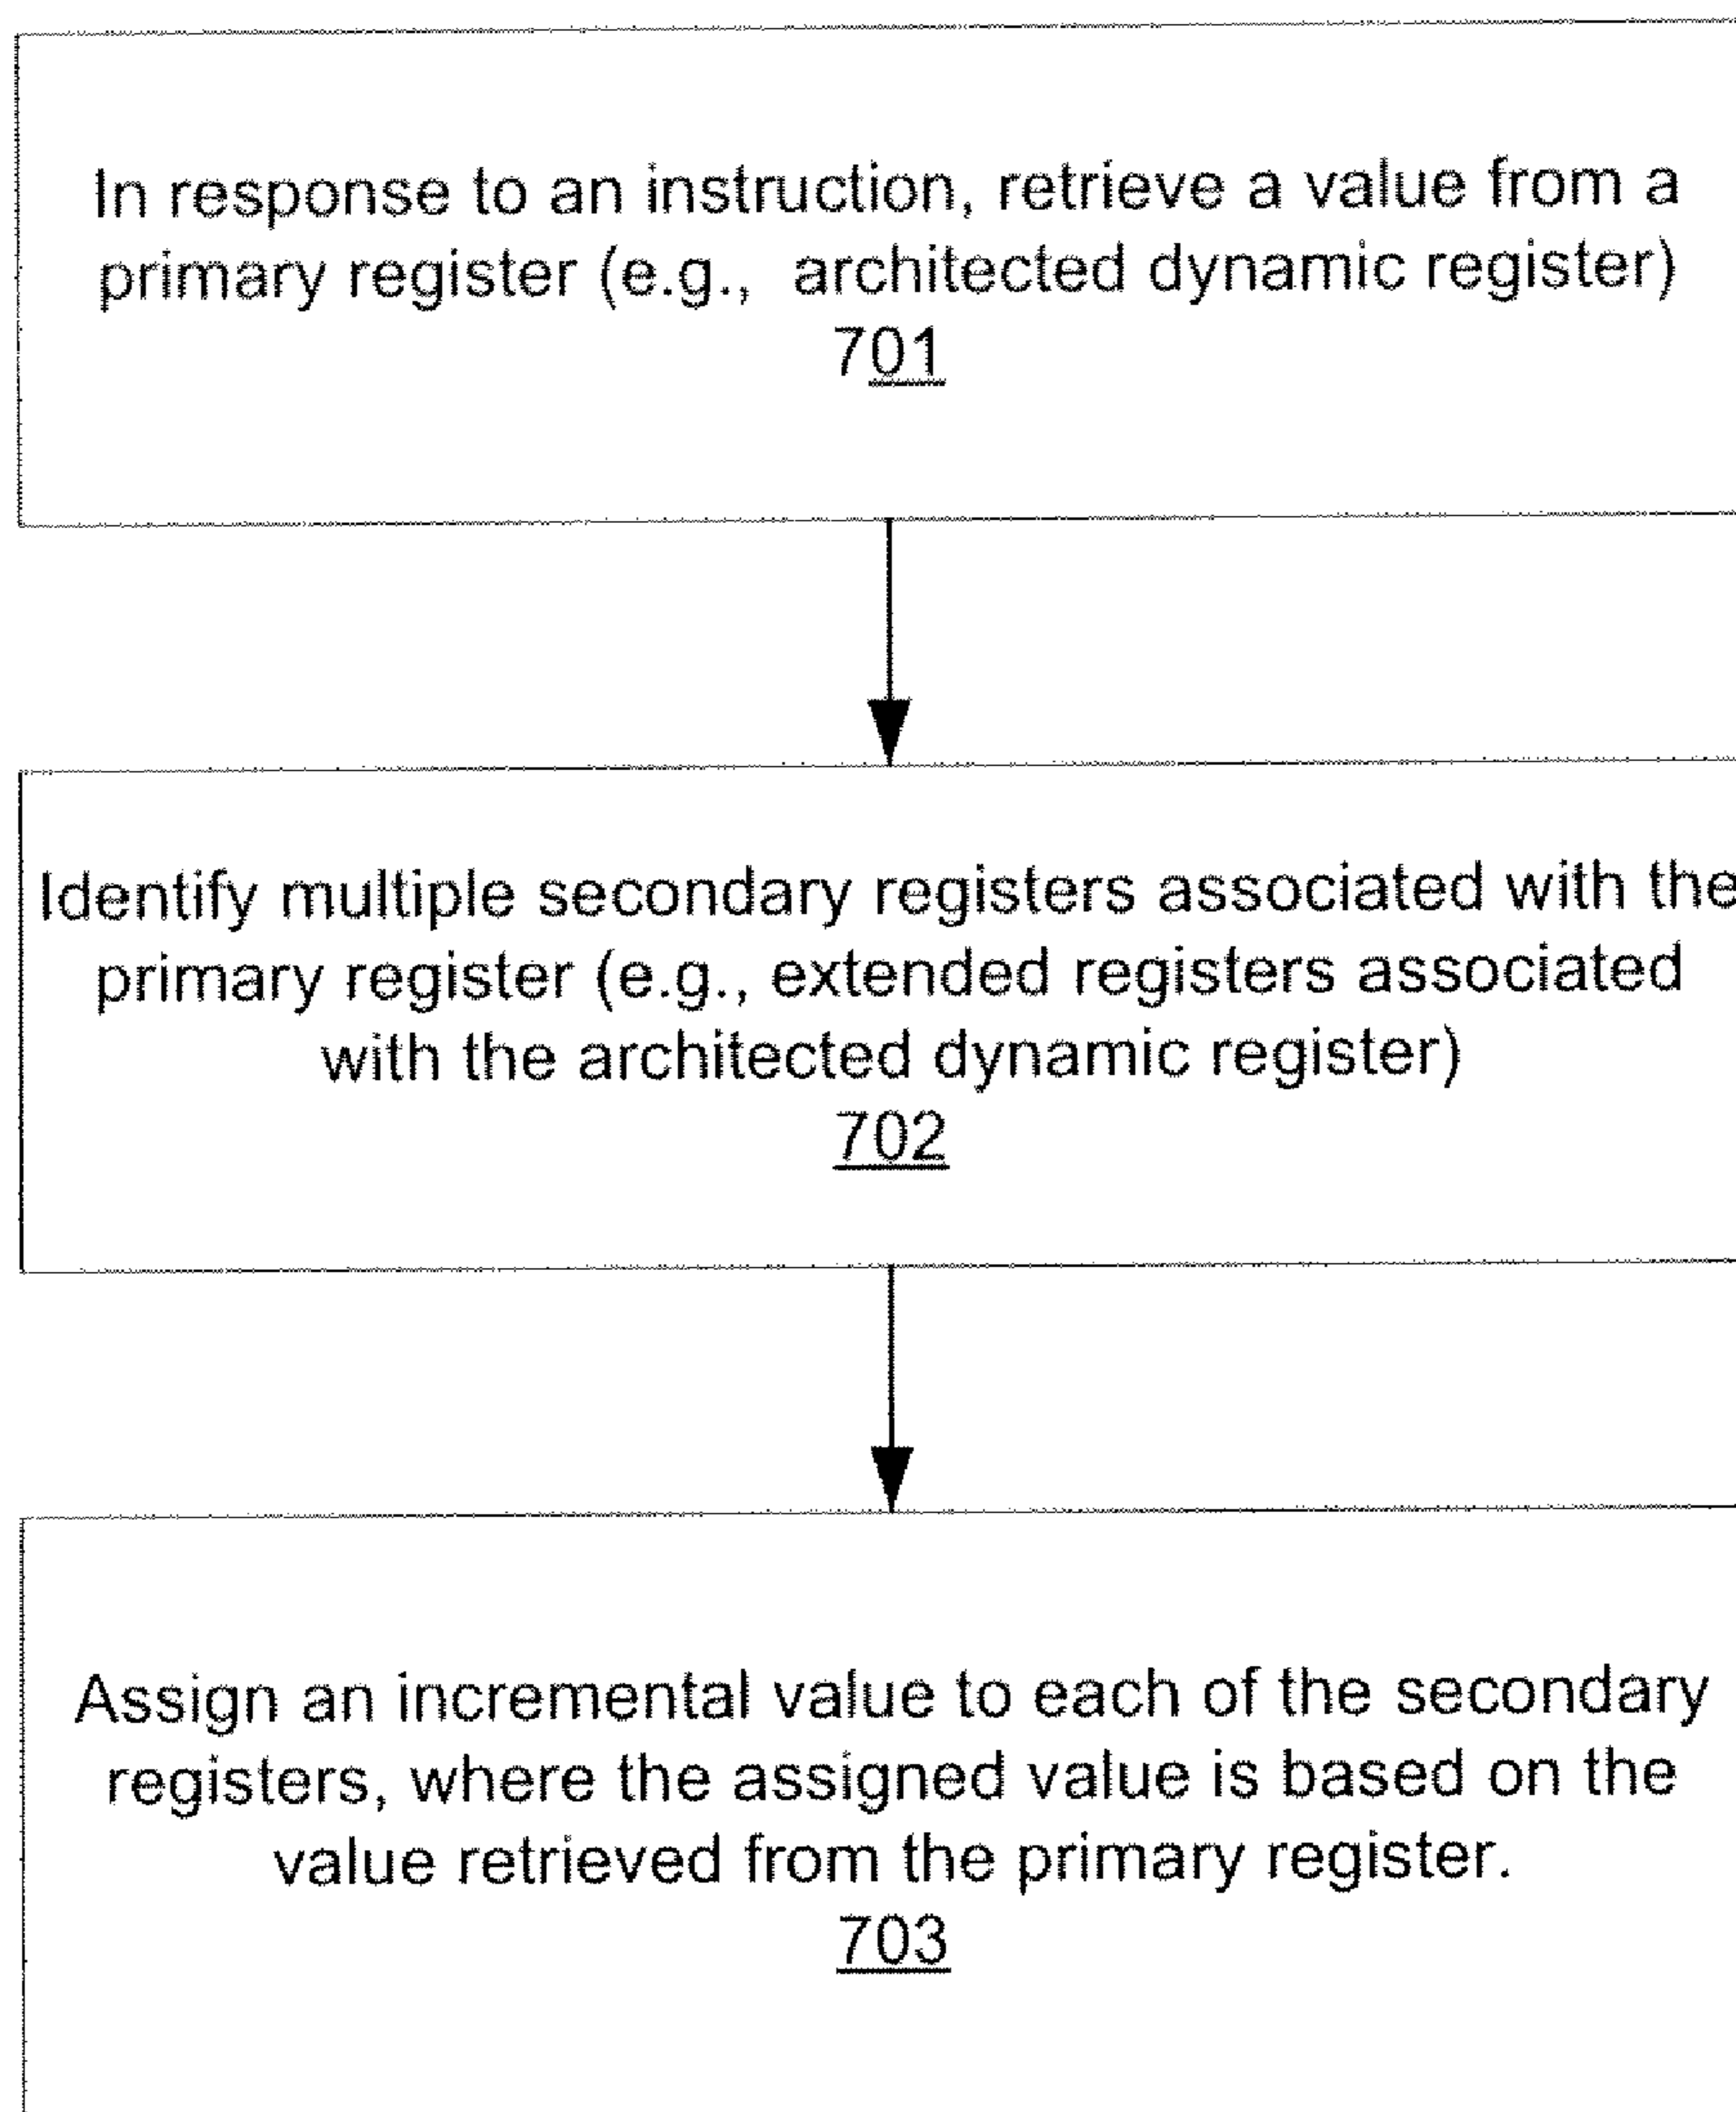 In response to an instruction, retrieve a value from a
primary register (e.g., architected dynamic register)
701
Identify multiple secondary registers associated with the
primary register (e.g., extended registers associated
with the architected dynamic register)
702
Assign an incremental value to each of the secondary
registers, where the assigned value is based on the
value retrieved from the primary register.
703